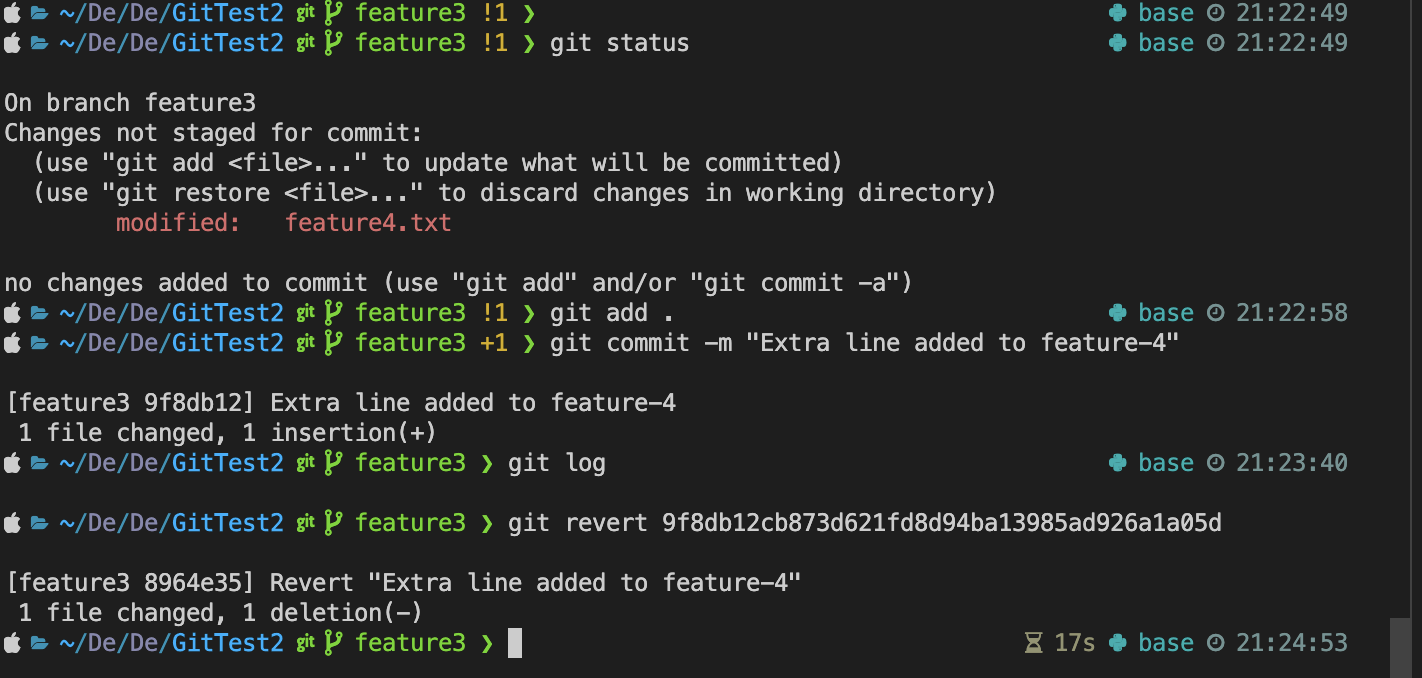 ~/De/De/GitTest2 git feature3 !1 ❯ base 21:22:49
~/De/De/GitTest2 git feature3 !1 ❯ git status base 21:22:49
On branch feature3
Changes not staged for commit:
(use "git add <file>..." to update what will be committed)
(use "git restore <file>..." to discard changes in working directory)
modified: feature4.txt
no changes added to commit (use "git add" and/or "git commit -a")
~/De/De/GitTest2 git feature3 !1 ❯ git add . base 21:22:58
~/De/De/GitTest2 git feature3 +1 ❯ git commit -m "Extra line added to feature-4"
[feature3 9f8db12] Extra line added to feature-4
1 file changed, 1 insertion(+)
~/De/De/GitTest2 git feature3 ❯ git log base 21:23:40
~/De/De/GitTest2 git feature3 ❯ git revert 9f8db12cb873d621fd8d94ba13985ad926a1a05d
[feature3 8964e35] Revert "Extra line added to feature-4"
1 file changed, 1 deletion(-)
~/De/De/GitTest2 git feature3 ❯ 17s base 21:24:53